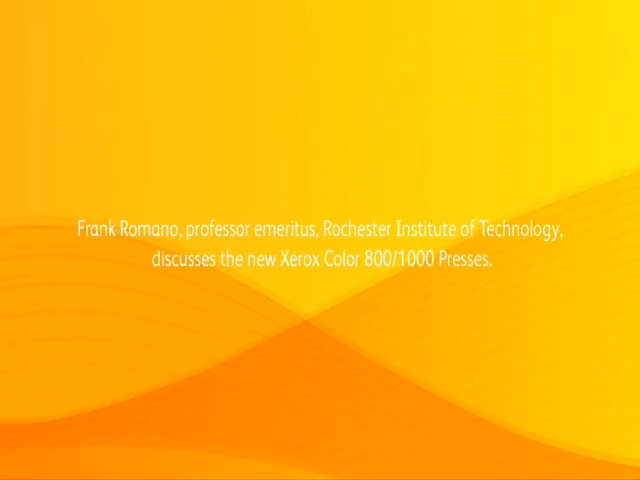 Frank Romano, professor emeritus, Rochester Institute of Technology,
discusses the new Xerox Color 800/1000 Presses.